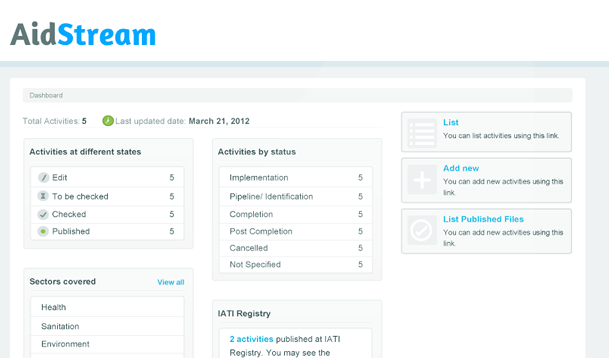 AidStream
Dashboard
Total Activities: 5
Last updated date: March 21, 2012
Activities at different states
Edit 5
To be checked 5
Checked 5
Published 5
Sectors covered View all
Health
Sanitation
Environment
Activities by status
Implementation 5
Pipeline/ Identification 5
Completion 5
Post Completion 5
Cancelled 5
Not Specified 5
IATI Registry
2 activities published at IATI
Registry. You may see the
List
You can list activities using this link.
Add new
You can add new activities using this
link.
List Published Files
You can add new activities using this
link.